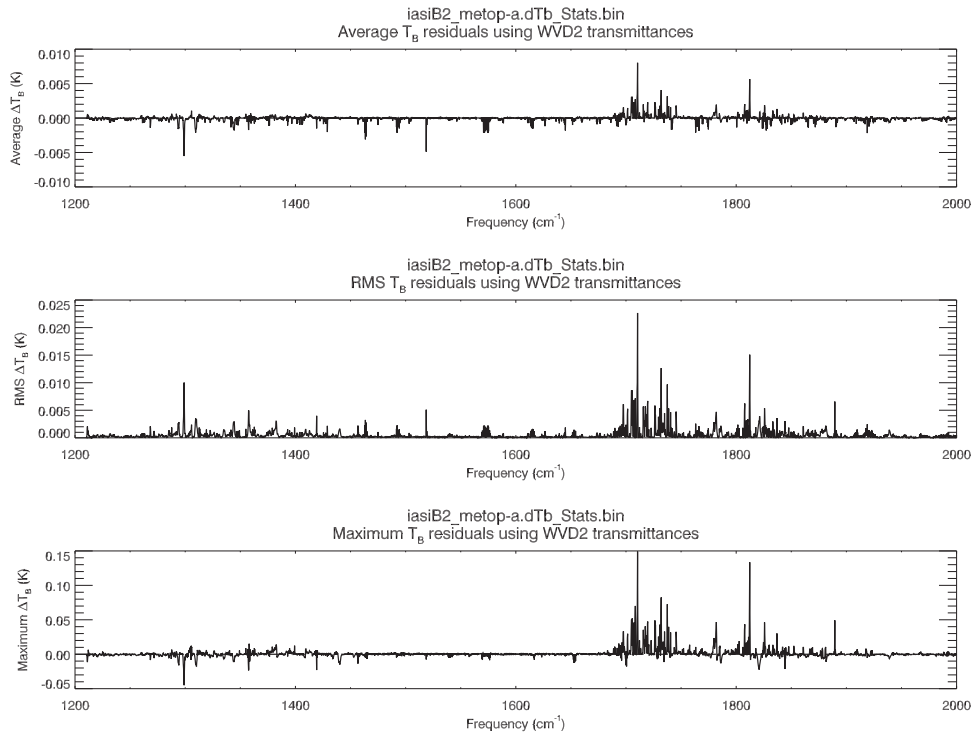 iasiB2_metop-a.dTb_Stats.bin
Average T_B residuals using WVD2 transmittances
Average ΔT_B (K)
0.010
0.005
0.000
-0.005
-0.010
1200 1400 1600 1800 2000
Frequency (cm⁻¹)
iasiB2_metop-a.dTb_Stats.bin
RMS T_B residuals using WVD2 transmittances
RMS ΔT_B (K)
0.025
0.020
0.015
0.010
0.005
0.000
1200 1400 1600 1800 2000
Frequency (cm⁻¹)
iasiB2_metop-a.dTb_Stats.bin
Maximum T_B residuals using WVD2 transmittances
Maximum ΔT_B (K)
0.15
0.10
0.05
0.00
-0.05
1200 1400 1600 1800 2000
Frequency (cm⁻¹)